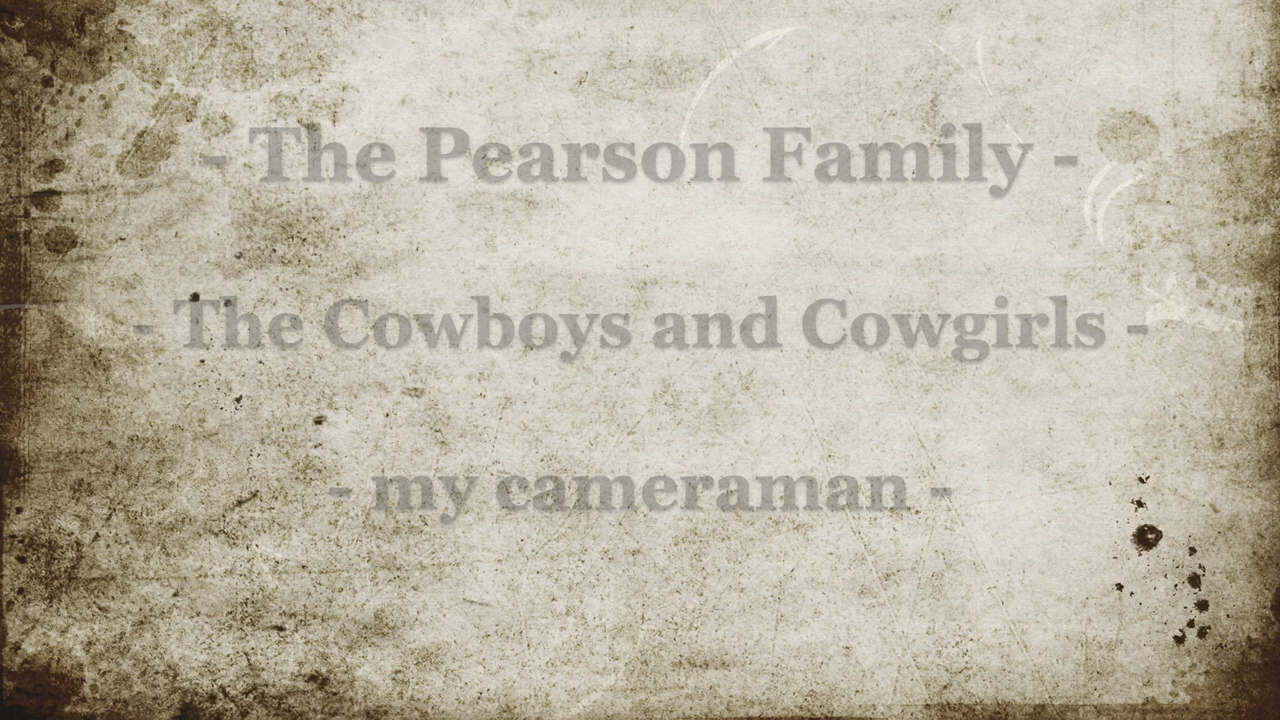 - The Pearson Family -
- The Cowboys and Cowgirls -
- my cameraman -